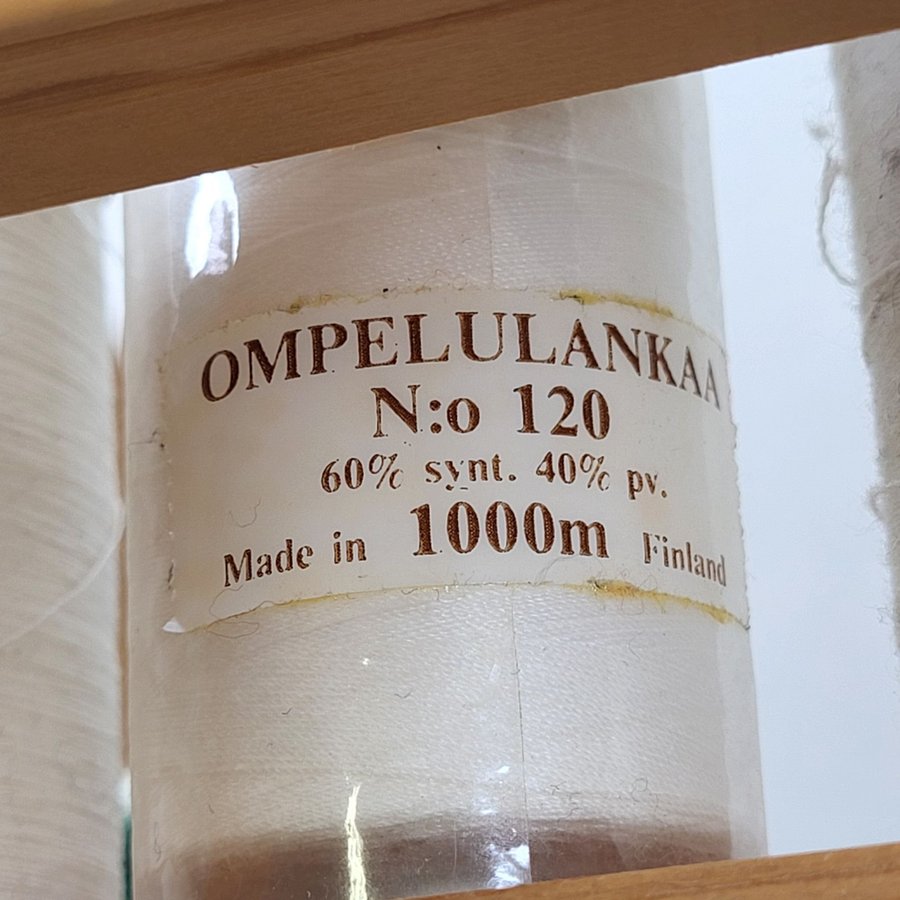 OMPELULANKAA
N:o 120
60% synt. 40% pv.
1000m
Made in Finland